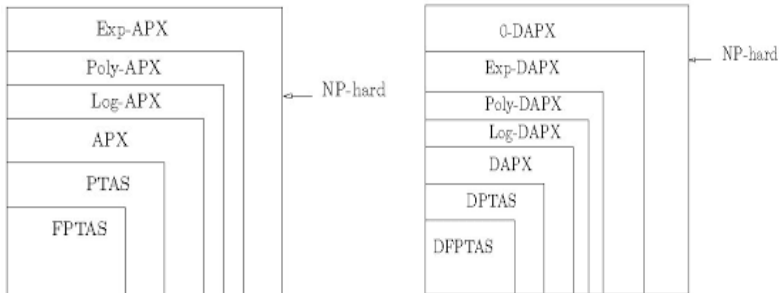 Exp-APX
Poly-APX
Log-APX
APX
PTAS
FPTAS
NP-hard
0-DAPX
Exp-DAPX
Poly-DAPX
Log-DAPX
DAPX
DPTAS
DFPTAS
NP-hard